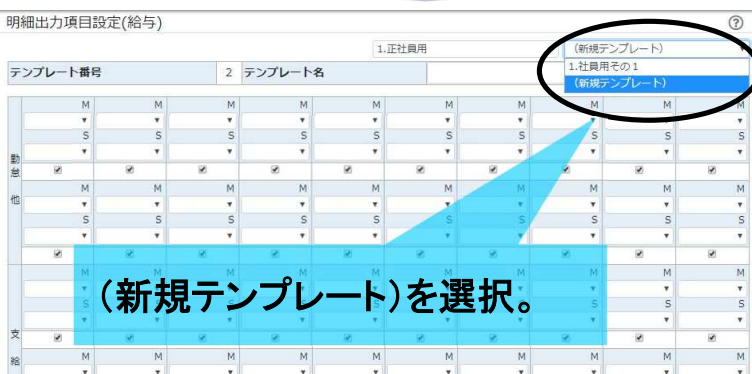 明細出力項目設定(給与)
?
1.正社員用 (新規テンプレート)
1.社員用その1
(新規テンプレート)
テンプレート番号 2 テンプレート名
M M M M M M M M M M
S S S S S S S S S S
勤怠他
M M M M M M M M M M
S S S S S S S S S S
(新規テンプレート)を選択。
M M M M M M M M M M
S S S S
支給
M M M M M M M M M M